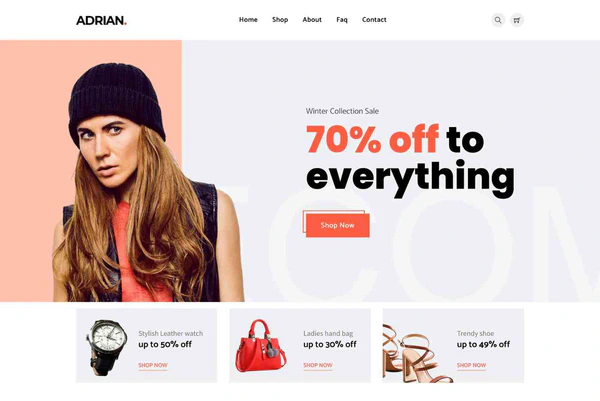 ADRIAN.
Home Shop About Faq Contact
Winter Collection Sale
70% off to
everything
Shop Now
Stylish Leather watch
up to 50% off
SHOP NOW
Ladies hand bag
up to 30% off
SHOP NOW
Trendy shoe
up to 49% off
SHOP NOW